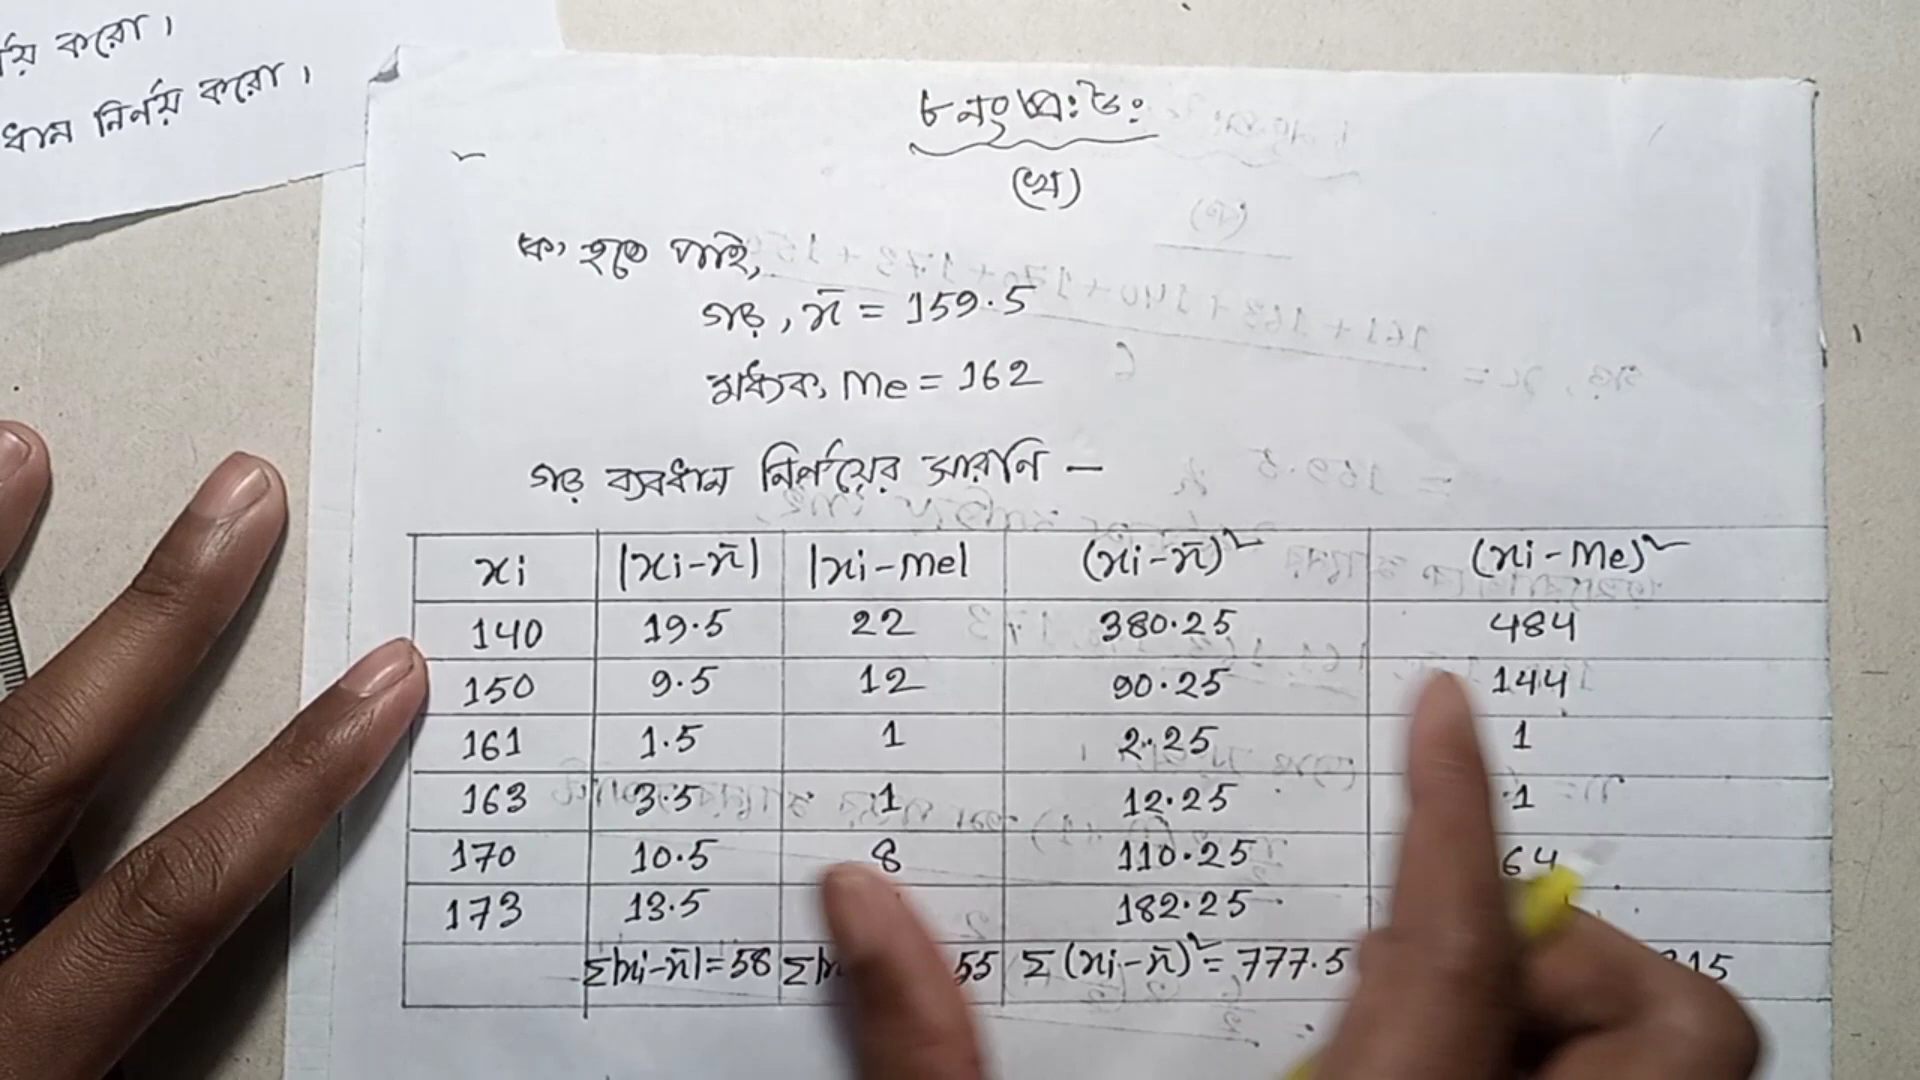 করো।
ধান নির্ণয় করো।
৮ নং প্রঃ উঃ
(খ)
ক, হতে পাই,
গড়, x̄ = 159.5
মধ্যক, Me = 162
গড় ব্যবধান নির্ণয়ের সারণি —
xi |xi-x̄| |xi-Me| (xi-x̄)² (xi-Me)²
140 19.5 22 380.25 484
150 9.5 12 90.25 144
161 1.5 1 2.25 1
163 3.5 1 12.25 1
170 10.5 8 110.25 64
173 13.5 182.25
Σ|xi-x̄|=58 Σ| 55 Σ(xi-x̄)²=777.5 15